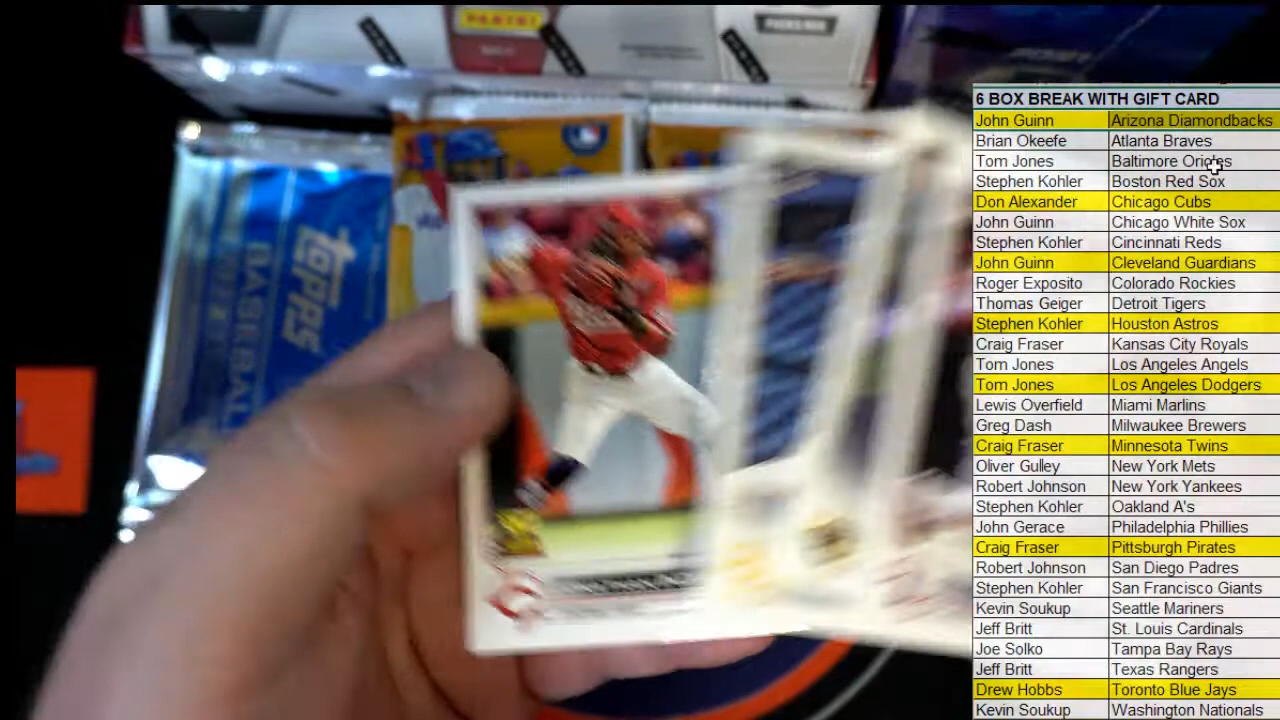 PANINI
topps
BASEBALL
6 BOX BREAK WITH GIFT CARD
John Guinn Arizona Diamondbacks
Brian Okeefe Atlanta Braves
Tom Jones Baltimore Orioles
Stephen Kohler Boston Red Sox
Don Alexander Chicago Cubs
John Guinn Chicago White Sox
Stephen Kohler Cincinnati Reds
John Guinn Cleveland Guardians
Roger Exposito Colorado Rockies
Thomas Geiger Detroit Tigers
Stephen Kohler Houston Astros
Craig Fraser Kansas City Royals
Tom Jones Los Angeles Angels
Tom Jones Los Angeles Dodgers
Lewis Overfield Miami Marlins
Greg Dash Milwaukee Brewers
Craig Fraser Minnesota Twins
Oliver Gulley New York Mets
Robert Johnson New York Yankees
Stephen Kohler Oakland A's
John Gerace Philadelphia Phillies
Craig Fraser Pittsburgh Pirates
Robert Johnson San Diego Padres
Stephen Kohler San Francisco Giants
Kevin Soukup Seattle Mariners
Jeff Britt St. Louis Cardinals
Joe Solko Tampa Bay Rays
Jeff Britt Texas Rangers
Drew Hobbs Toronto Blue Jays
Kevin Soukup Washington Nationals